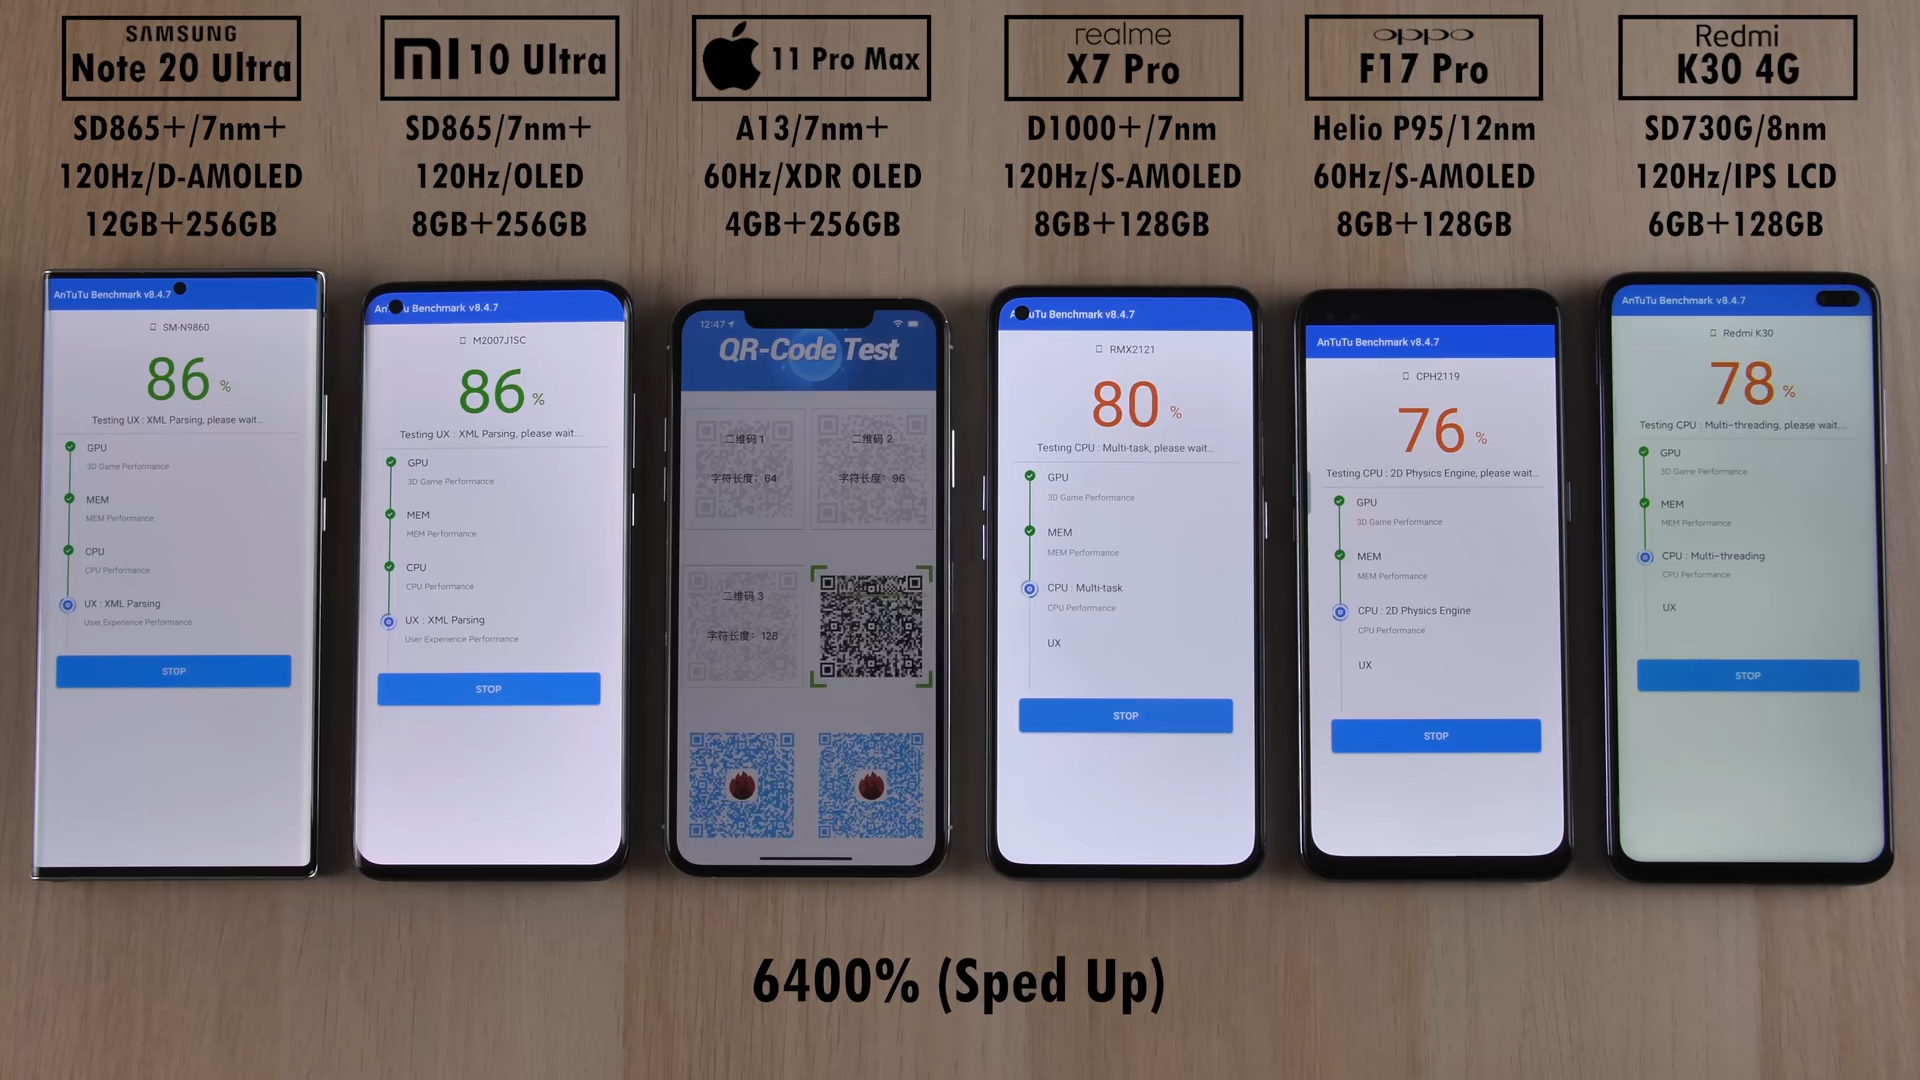 SAMSUNG
Note 20 Ultra
SD865+/7nm+
120Hz/D-AMOLED
12GB+256GB
MI 10 Ultra
SD865/7nm+
120Hz/OLED
8GB+256GB
11 Pro Max
A13/7nm+
60Hz/XDR OLED
4GB+256GB
realme
X7 Pro
D1000+/7nm
120Hz/S-AMOLED
8GB+128GB
oppo
F17 Pro
Helio P95/12nm
60Hz/S-AMOLED
8GB+128GB
Redmi
K30 4G
SD730G/8nm
120Hz/IPS LCD
6GB+128GB
AnTuTu Benchmark v8.4.7
SM-N9860
86 %
Testing UX : XML Parsing, please wait...
GPU
3D Game Performance
MEM
MEM Performance
CPU
CPU Performance
UX : XML Parsing
User Experience Performance
STOP
An uTu Benchmark v8.4.7
M2007J1SC
86 %
Testing UX : XML Parsing, please wait...
GPU
3D Game Performance
MEM
MEM Performance
CPU
CPU Performance
UX : XML Parsing
User Experience Performance
STOP
12:47
QR-Code Test
二维码 1
字符长度: 64
二维码 2
字符长度: 96
二维码 3
字符长度: 128
A uTu Benchmark v8.4.7
RMX2121
80 %
Testing CPU : Multi-task, please wait...
GPU
3D Game Performance
MEM
MEM Performance
CPU : Multi-task
CPU Performance
UX
STOP
AnTuTu Benchmark v8.4.7
CPH2119
76 %
Testing CPU : 2D Physics Engine, please wait...
GPU
3D Game Performance
MEM
MEM Performance
CPU : 2D Physics Engine
CPU Performance
UX
STOP
AnTuTu Benchmark v8.4.7
Redmi K30
78 %
Testing CPU : Multi-threading, please wait...
GPU
3D Game Performance
MEM
MEM Performance
CPU : Multi-threading
CPU Performance
UX
STOP
6400% (Sped Up)